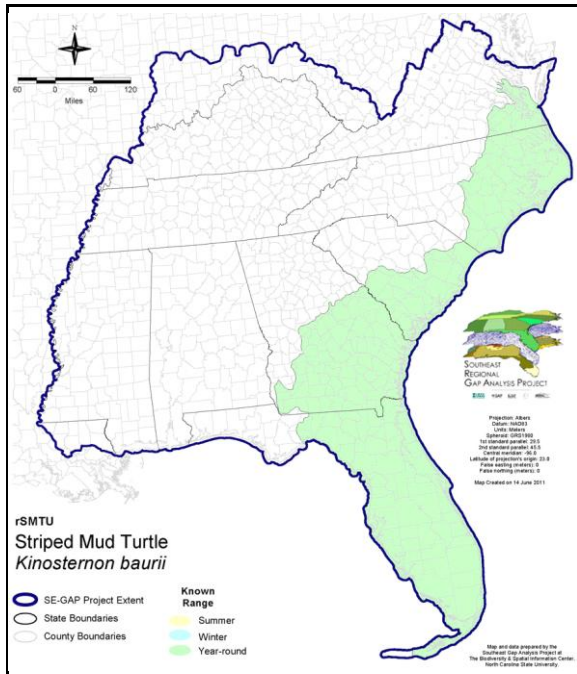 N
60 0 60 120
Miles
SOUTHEAST
REGIONAL
GAP ANALYSIS PROJECT
Projection: Albers
Datum: NAD83
Units: Meters
Spheroid: GRS1980
1st standard parallel: 29.5
2nd standard parallel: 45.5
Central meridian: -96.0
Latitude of projection's origin: 23.0
False easting (meters): 0
False northing (meters): 0
Map Created on 14 June 2011
rSMTU
Striped Mud Turtle
Kinosternon baurii
SE-GAP Project Extent
State Boundaries
County Boundaries
Known
Range
Summer
Winter
Year-round
Map and data prepared by the
Southeast Gap Analysis Project at
The Biodiversity & Spatial Information Center,
North Carolina State University.